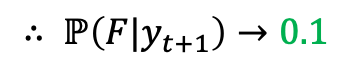 ∴ ℙ(F|y_{t+1}) → 0.1